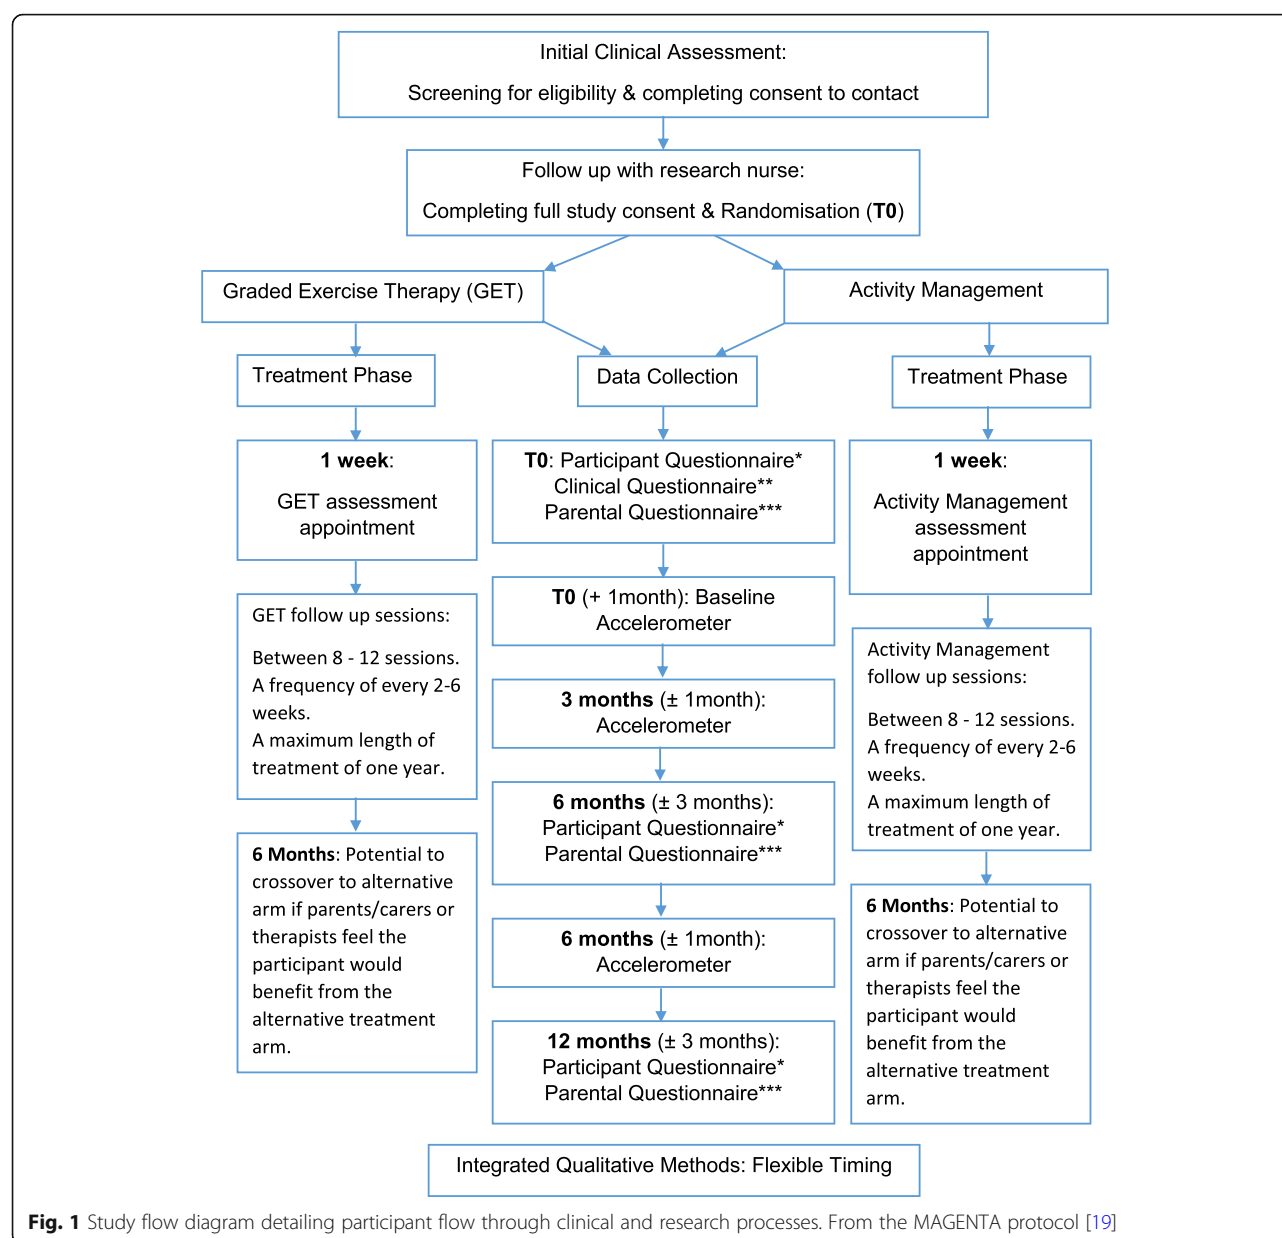 Initial Clinical Assessment:
Screening for eligibility & completing consent to contact
Follow up with research nurse:
Completing full study consent & Randomisation (T0)
Graded Exercise Therapy (GET)
Activity Management
Treatment Phase
Data Collection
Treatment Phase
1 week:
GET assessment
appointment
GET follow up sessions:
Between 8 - 12 sessions.
A frequency of every 2-6
weeks.
A maximum length of
treatment of one year.
6 Months: Potential to
crossover to alternative
arm if parents/carers or
therapists feel the
participant would
benefit from the
alternative treatment
arm.
T0: Participant Questionnaire*
Clinical Questionnaire**
Parental Questionnaire***
T0 (+ 1month): Baseline
Accelerometer
3 months (± 1month):
Accelerometer
6 months (± 3 months):
Participant Questionnaire*
Parental Questionnaire***
6 months (± 1month):
Accelerometer
12 months (± 3 months):
Participant Questionnaire*
Parental Questionnaire***
1 week:
Activity Management
assessment
appointment
Activity Management
follow up sessions:
Between 8 - 12 sessions.
A frequency of every 2-6
weeks.
A maximum length of
treatment of one year.
6 Months: Potential to
crossover to alternative
arm if parents/carers or
therapists feel the
participant would
benefit from the
alternative treatment
arm.
Integrated Qualitative Methods: Flexible Timing
Fig. 1 Study flow diagram detailing participant flow through clinical and research processes. From the MAGENTA protocol [19]